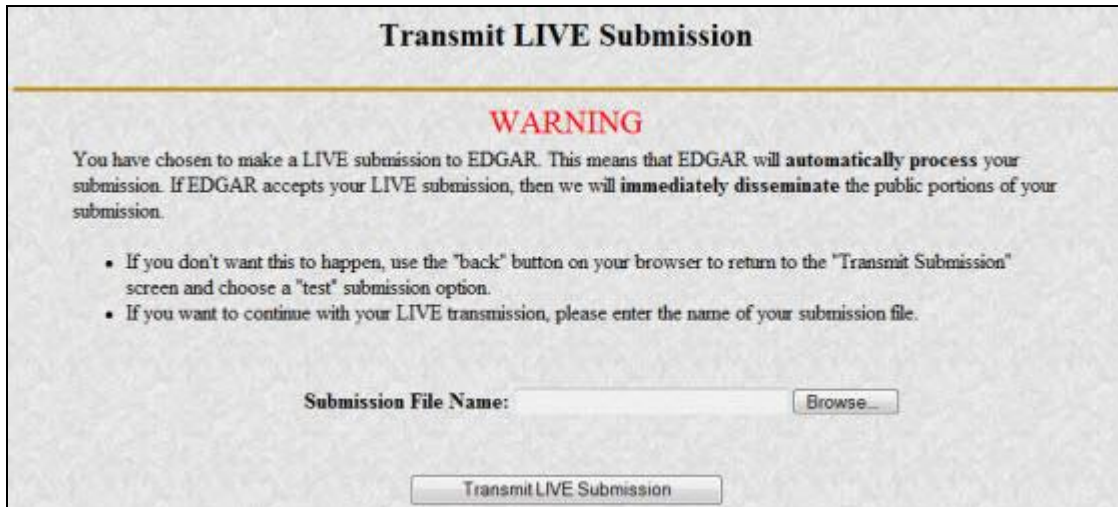 Transmit LIVE Submission
WARNING
You have chosen to make a LIVE submission to EDGAR. This means that EDGAR will automatically process your
submission. If EDGAR accepts your LIVE submission, then we will immediately disseminate the public portions of your
submission.
• If you don't want this to happen, use the "back" button on your browser to return to the "Transmit Submission"
screen and choose a "test" submission option.
• If you want to continue with your LIVE transmission, please enter the name of your submission file.
Submission File Name: Browse...
Transmit LIVE Submission